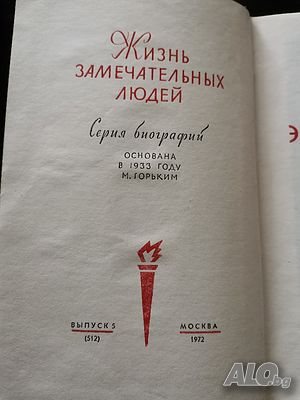 Жизнь
ЗАМЕЧАТЕЛЬНЫХ
ЛЮДЕЙ
Серия биографий
ОСНОВАНА
В 1933 ГОДУ
М. ГОРЬКИМ
ВЫПУСК 5
(512)
МОСКВА
1972
Э
ALO.bg